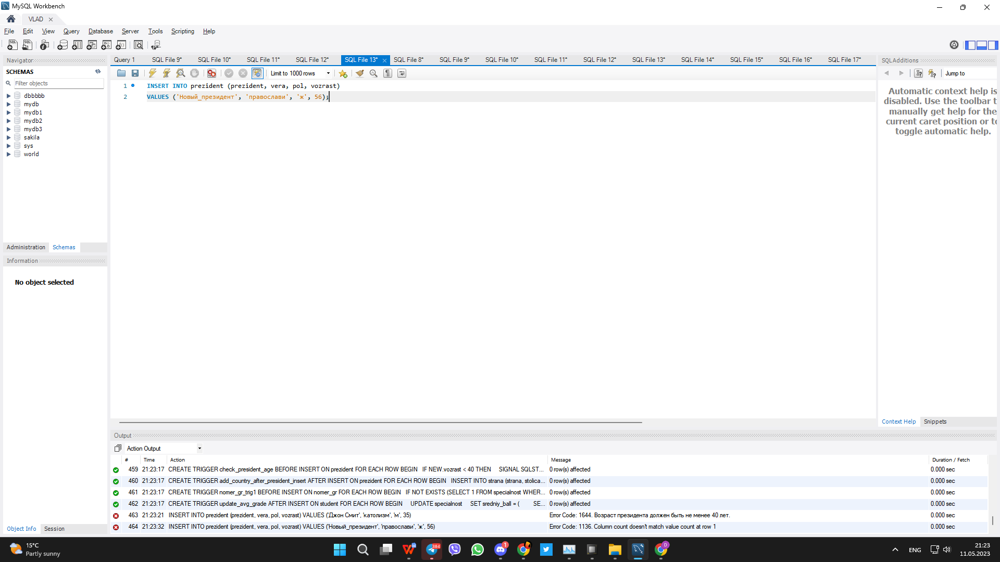 MySQL Workbench
VLAD
File Edit View Query Database Server Tools Scripting Help
Navigator
SCHEMAS
Filter objects
dbbbbb
mydb
mydb1
mydb2
mydb3
sakila
sys
world
Administration Schemas
Information
No object selected
Object Info Session
Query 1 SQL File 9* SQL File 10* SQL File 11* SQL File 12* SQL File 13* SQL File 8* SQL File 9* SQL File 10* SQL File 11* SQL File 12* SQL File 13* SQL File 14* SQL File 15* SQL File 16* SQL File 17*
Limit to 1000 rows
1 INSERT INTO prezident (prezident, vera, pol, vozrast)
2 VALUES ('Новый_президент', 'православи', 'ж', 56);
SQLAdditions
Jump to
Automatic context help is
disabled. Use the toolbar t
manually get help for the
current caret position or to
toggle automatic help.
Context Help Snippets
Output
Action Output
# Time Action Message Duration / Fetch
459 21:23:17 CREATE TRIGGER check_president_age BEFORE INSERT ON prezident FOR EACH ROW BEGIN IF NEW.vozrast < 40 THEN SIGNAL SQLST... 0 row(s) affected 0.000 sec
460 21:23:17 CREATE TRIGGER add_country_after_president_insert AFTER INSERT ON prezident FOR EACH ROW BEGIN INSERT INTO strana (strana, stolica... 0 row(s) affected 0.000 sec
461 21:23:17 CREATE TRIGGER nomer_gr_trig1 BEFORE INSERT ON nomer_gr FOR EACH ROW BEGIN IF NOT EXISTS (SELECT 1 FROM specialnost WHER... 0 row(s) affected 0.000 sec
462 21:23:17 CREATE TRIGGER update_avg_grade AFTER INSERT ON student FOR EACH ROW BEGIN UPDATE specialnost SET sredniy_ball = ( SE... 0 row(s) affected 0.000 sec
463 21:23:21 INSERT INTO prezident (prezident, vera, pol, vozrast) VALUES ('Джон Смит', 'католизм', 'м', 35) Error Code: 1644. Возраст президента должен быть не менее 40 лет. 0.000 sec
464 21:23:32 INSERT INTO prezident (prezident, vera, pol, vozrast) VALUES ('Новый_президент', 'православи', 'ж', 56) Error Code: 1136. Column count doesn't match value count at row 1 0.000 sec
15°C
Partly sunny
384
1
D
ENG
21:23
11.05.2023